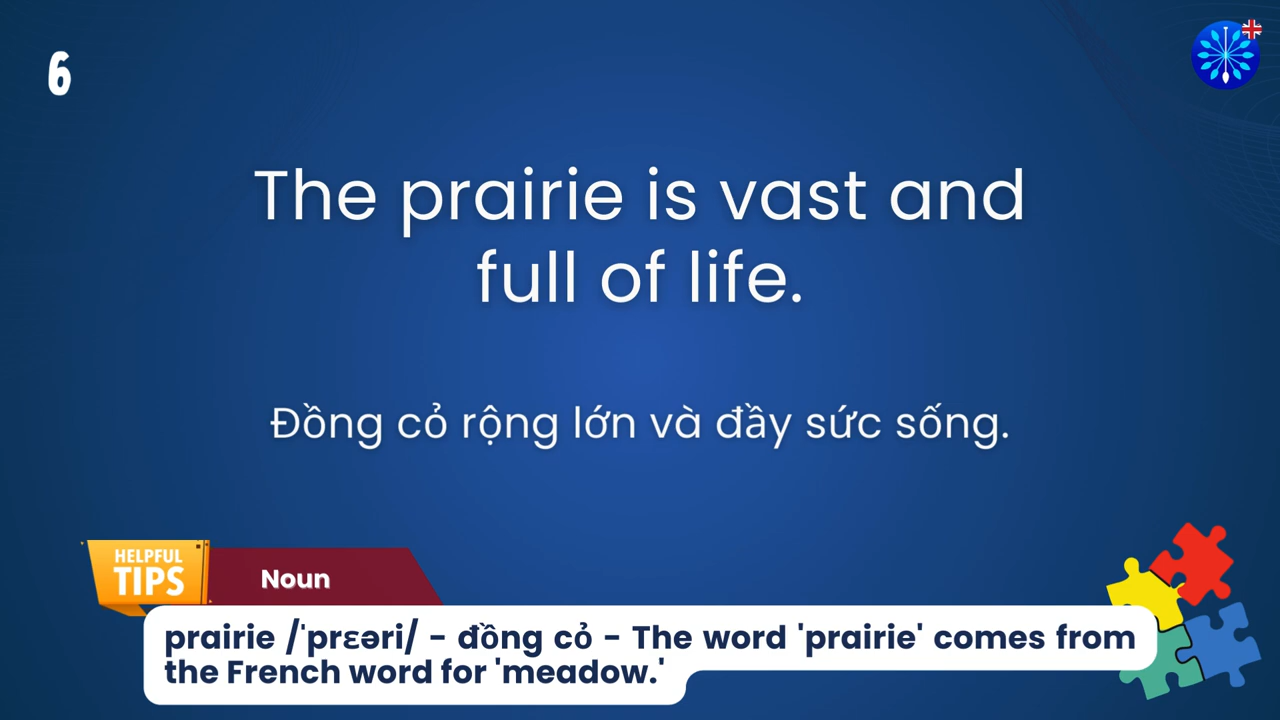 6
The prairie is vast and
full of life.
Đồng cỏ rộng lớn và đầy sức sống.
HELPFUL
TIPS
Noun
prairie /ˈprɛəri/ - đồng cỏ - The word 'prairie' comes from
the French word for 'meadow.'